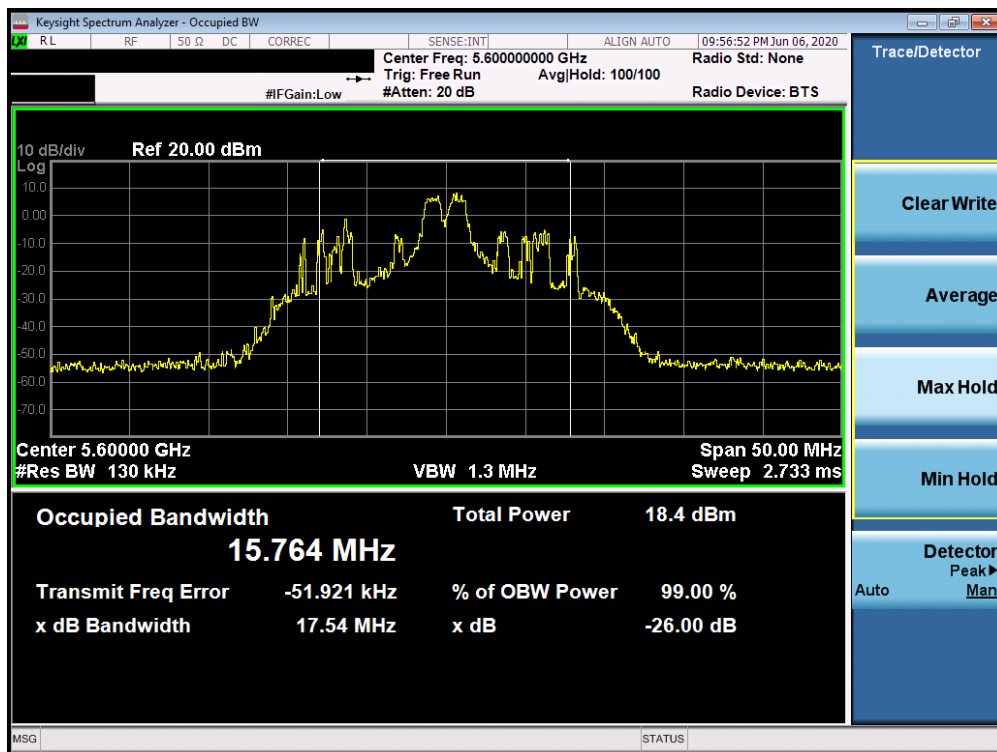 Keysight Spectrum Analyzer - Occupied BW
LXI RL RF 50 Ω DC CORREC SENSE:INT ALIGN AUTO 09:56:52 PM Jun 06, 2020
Center Freq: 5.600000000 GHz Radio Std: None
Trig: Free Run Avg|Hold: 100/100
#IFGain:Low #Atten: 20 dB Radio Device: BTS
10 dB/div Ref 20.00 dBm
Log
10.0
0.00
-10.0
-20.0
-30.0
-40.0
-50.0
-60.0
-70.0
Center 5.60000 GHz Span 50.00 MHz
#Res BW 130 kHz VBW 1.3 MHz Sweep 2.733 ms
Occupied Bandwidth Total Power 18.4 dBm
15.764 MHz
Transmit Freq Error -51.921 kHz % of OBW Power 99.00 %
x dB Bandwidth 17.54 MHz x dB -26.00 dB
MSG STATUS
Trace/Detector
Clear Write
Average
Max Hold
Min Hold
Detector
Peak▶
Auto Man